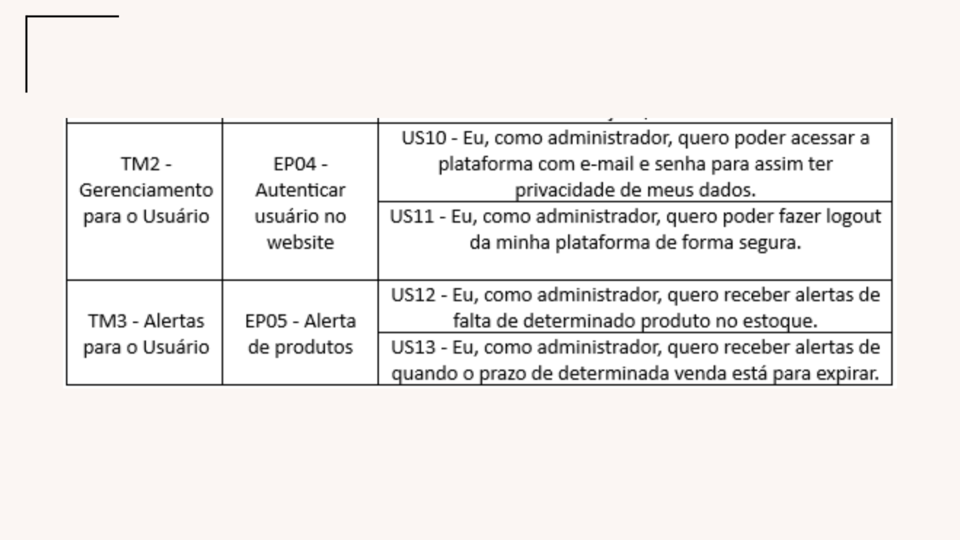 TM2 -
Gerenciamento
para o Usuário
EP04 -
Autenticar
usuário no
website
US10 - Eu, como administrador, quero poder acessar a
plataforma com e-mail e senha para assim ter
privacidade de meus dados.
US11 - Eu, como administrador, quero poder fazer logout
da minha plataforma de forma segura.
TM3 - Alertas
para o Usuário
EP05 - Alerta
de produtos
US12 - Eu, como administrador, quero receber alertas de
falta de determinado produto no estoque.
US13 - Eu, como administrador, quero receber alertas de
quando o prazo de determinada venda está para expirar.